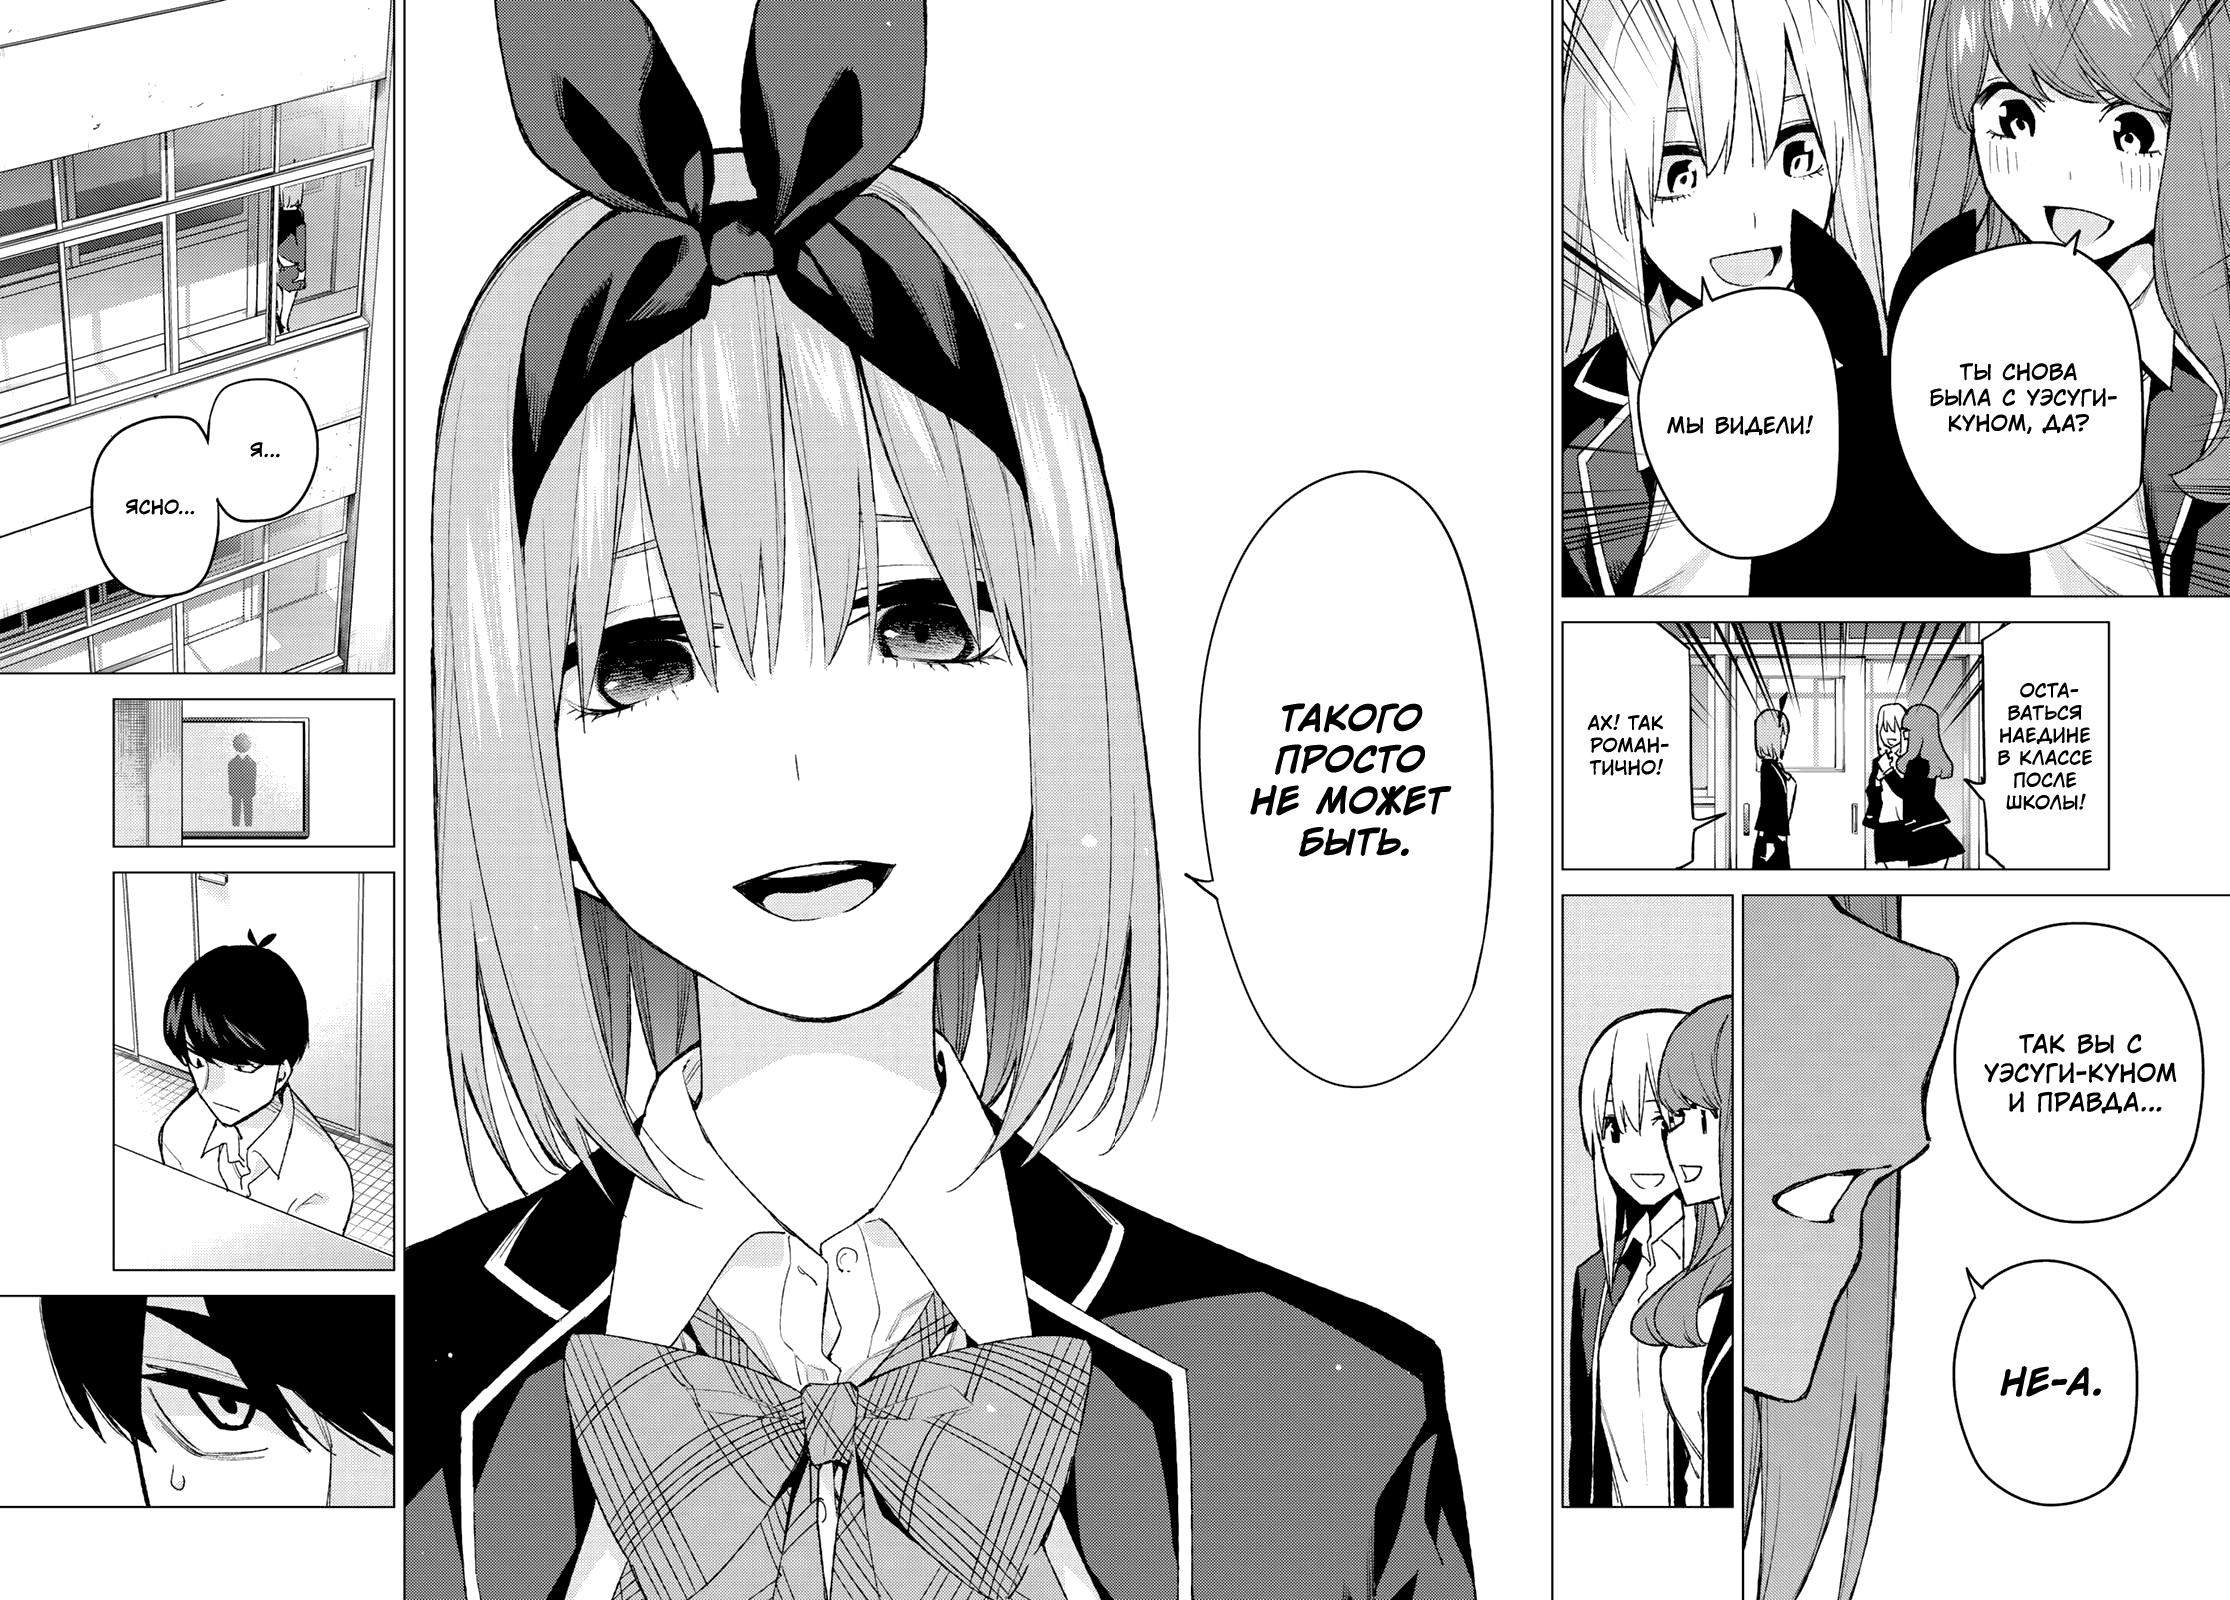 ТЫ СНОВА
БЫЛА С УЭСУГИ-
КУНОМ, ДА?
МЫ ВИДЕЛИ!
ОСТА-
ВАТЬСЯ
НАЕДИНЕ
В КЛАССЕ
ПОСЛЕ
ШКОЛЫ!
АХ! ТАК
РОМАН-
ТИЧНО!
ТАК ВЫ С
УЭСУГИ-КУНОМ
И ПРАВДА...
НЕ-А.
ТАКОГО
ПРОСТО
НЕ МОЖЕТ
БЫТЬ.
Я...
ЯСНО...